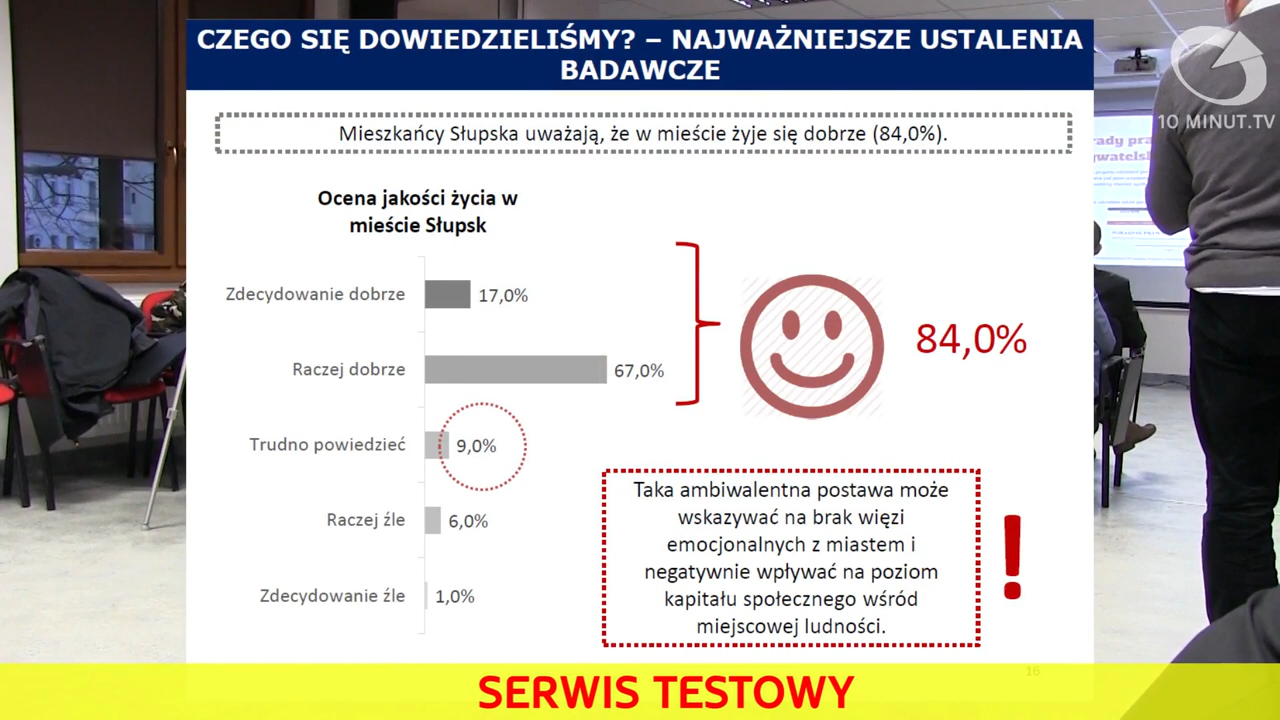 CZEGO SIĘ DOWIEDZIELIŚMY? – NAJWAŻNIEJSZE USTALENIA
BADAWCZE
10 MINUT.TV
Mieszkańcy Słupska uważają, że w mieście żyje się dobrze (84,0%).
Ocena jakości życia w
mieście Słupsk
Zdecydowanie dobrze 17,0%
Raczej dobrze 67,0%
84,0%
Trudno powiedzieć 9,0%
Raczej źle 6,0%
Zdecydowanie źle 1,0%
Taka ambiwalentna postawa może
wskazywać na brak więzi
emocjonalnych z miastem i
negatywnie wpływać na poziom
kapitału społecznego wśród
miejscowej ludności.
!
16
SERWIS TESTOWY